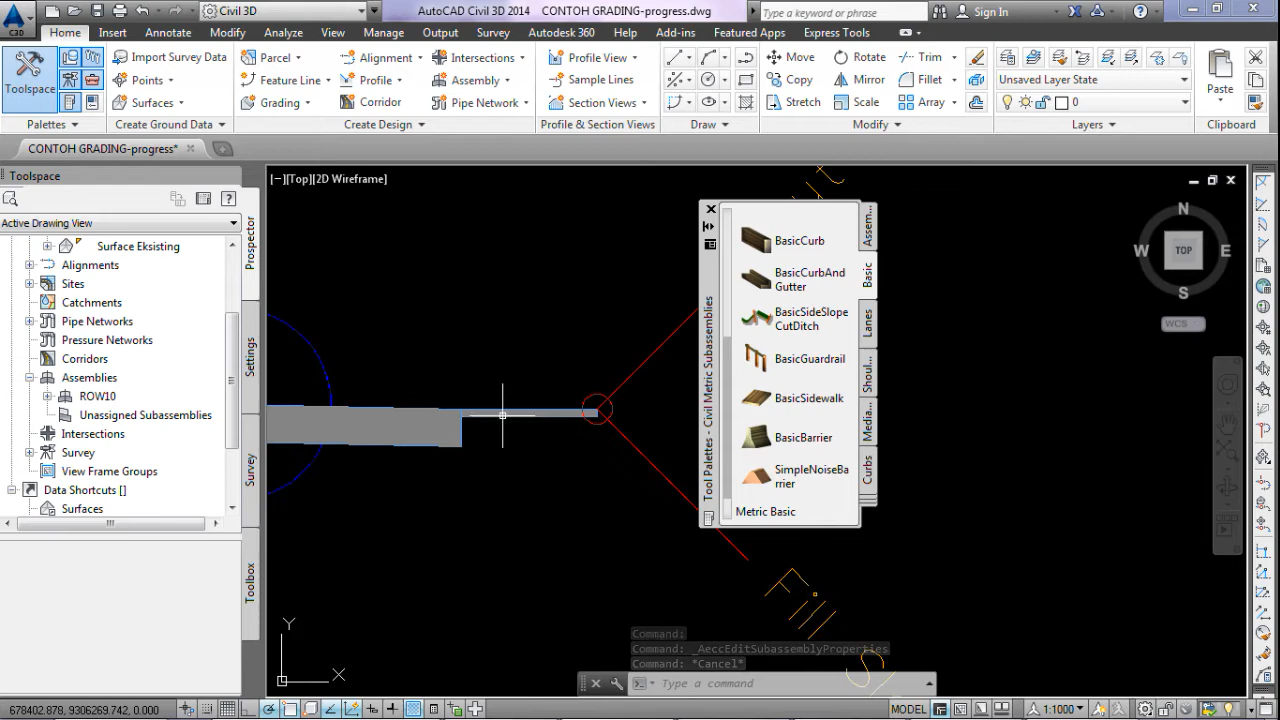 Civil 3D
AutoCAD Civil 3D 2014 CONTOH GRADING-progress.dwg
Type a keyword or phrase
Sign In
C3D
Home Insert Annotate Modify Analyze View Manage Output Survey Autodesk 360 Help Add-ins Featured Apps Express Tools
Toolspace
Import Survey Data
Points
Surfaces
Parcel
Feature Line
Grading
Alignment
Profile
Corridor
Intersections
Assembly
Pipe Network
Profile View
Sample Lines
Section Views
Move
Copy
Stretch
Rotate
Mirror
Scale
Trim
Fillet
Array
Unsaved Layer State
0
Paste
Palettes
Create Ground Data
Create Design
Profile & Section Views
Draw
Modify
Layers
Clipboard
CONTOH GRADING-progress*
Toolspace
Active Drawing View
Surface Eksisting
Alignments
Sites
Catchments
Pipe Networks
Pressure Networks
Corridors
Assemblies
ROW10
Unassigned Subassemblies
Intersections
Survey
View Frame Groups
Data Shortcuts []
Surfaces
Prospector
Settings
Survey
Toolbox
[−][Top][2D Wireframe]
Tool Palettes - Civil Metric Subassemblies
BasicCurb
BasicCurbAnd
Gutter
BasicSideSlope
CutDitch
BasicGuardrail
BasicSidewalk
BasicBarrier
SimpleNoiseBa
rrier
Metric Basic
Assem...
Basic
Lanes
Shoul...
Media...
Curbs
N
W TOP E
S
WCS
Fill
S
Y
X
Command:
Command: _AeccEditSubassemblyProperties
Command: *Cancel*
Type a command
678402.878, 9306269.742, 0.000
MODEL
1:1000